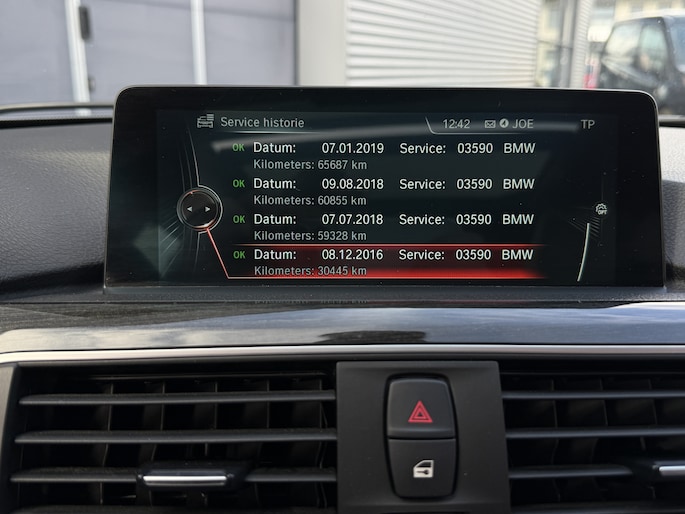 Service historie 12:42 JOE TP
OK Datum: 07.01.2019 Service: 03590 BMW
Kilometers: 65687 km
OK Datum: 09.08.2018 Service: 03590 BMW
Kilometers: 60855 km
OK Datum: 07.07.2018 Service: 03590 BMW
Kilometers: 59328 km
OFF
OK Datum: 08.12.2016 Service: 03590 BMW
Kilometers: 30445 km